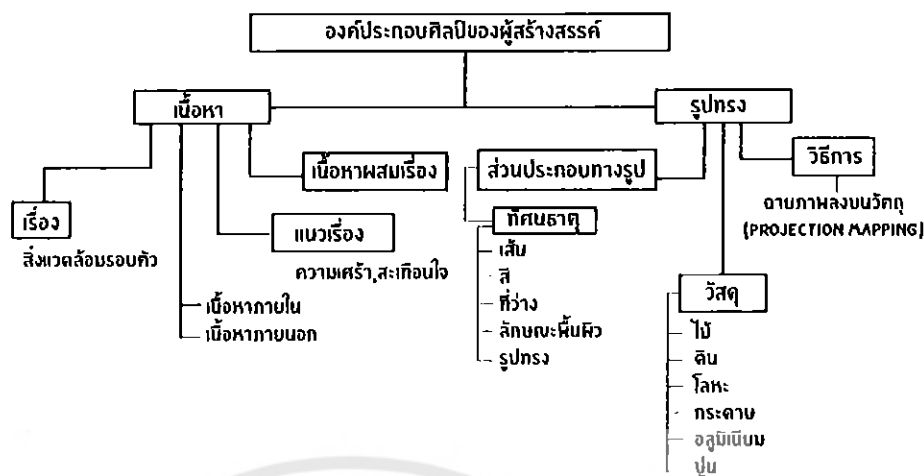 องค์ประกอบศิลป์ของผู้สร้างสรรค์
เนื้อหา
รูปทรง
เรื่อง
สิ่งแวดล้อมรอบตัว
เนื้อหาภายใน
เนื้อหาภายนอก
แนวเรื่อง
ความเศร้า,สะเทือนใจ
เนื้อหาผสมเรื่อง
ส่วนประกอบทางรูป
ทัศนธาตุ
เส้น
สี
ที่ว่าง
ลักษณะพื้นผิว
รูปทรง
วัสดุ
ไม้
ดิน
โลหะ
กระดาษ
อลูมิเนียม
ปูน
วิธีการ
ฉายภาพลงบนวัตถุ
(PROJECTION MAPPING)